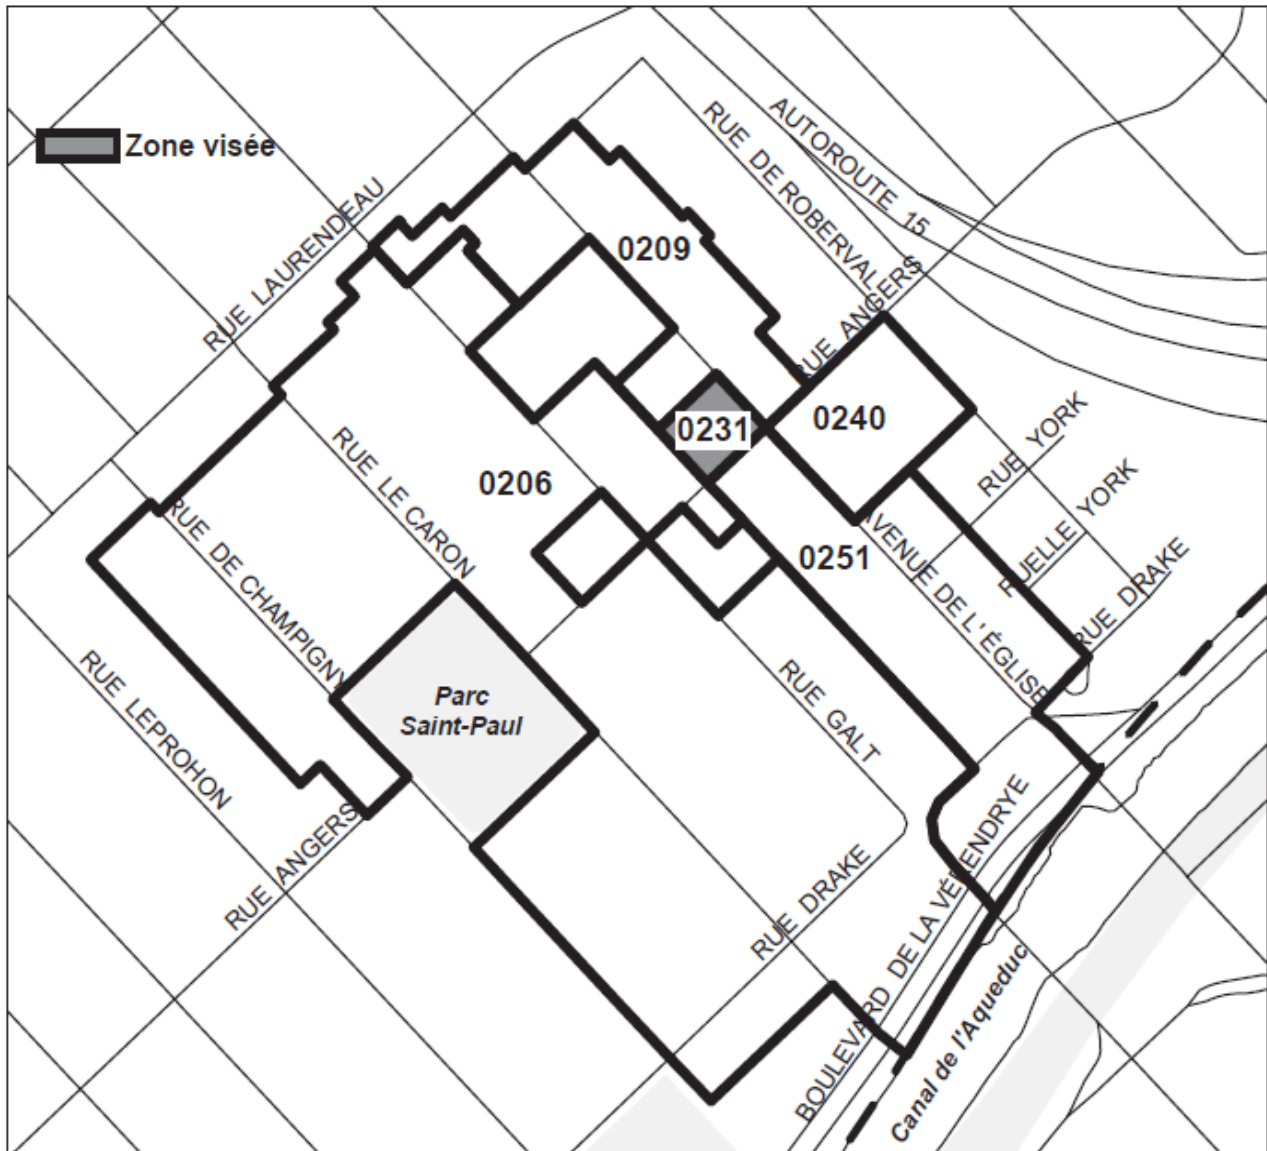 Zone visée
RUE LAURENDEAU
RUE DE ROBERVAL
AUTOROUTE 15
0209
RUE ANGERS
0231
0240
RUE YORK
RUELLE YORK
RUE DRAKE
RUE LE CARON
0206
0251
AVENUE DE L'ÉGLISE
RUE DE CHAMPIGNY
RUE LEPROHON
Parc
Saint-Paul
RUE GALT
RUE ANGERS
RUE DRAKE
BOULEVARD DE LA VÉRENDRYE
Canal de l'Aqueduc